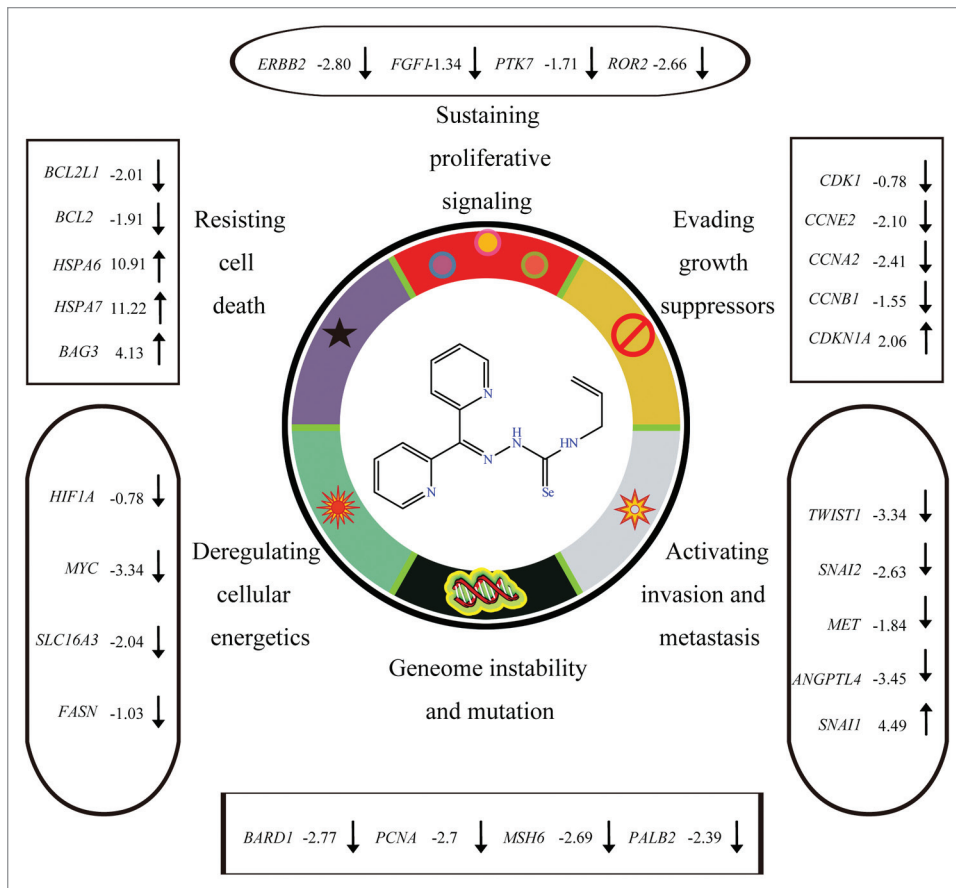 ERBB2 -2.80 FGF1 -1.34 PTK7 -1.71 ROR2 -2.66
Sustaining
proliferative
signaling
BCL2L1 -2.01
BCL2 -1.91
HSPA6 10.91
HSPA7 11.22
BAG3 4.13
Resisting
cell
death
Evading
growth
suppressors
CDK1 -0.78
CCNE2 -2.10
CCNA2 -2.41
CCNB1 -1.55
CDKN1A 2.06
N
N
N
H
N
HN
Se
HIF1A -0.78
MYC -3.34
SLC16A3 -2.04
FASN -1.03
Deregulating
cellular
energetics
Activating
invasion and
metastasis
TWIST1 -3.34
SNAI2 -2.63
MET -1.84
ANGPTL4 -3.45
SNAI1 4.49
Geneome instability
and mutation
BARD1 -2.77 PCNA -2.7 MSH6 -2.69 PALB2 -2.39